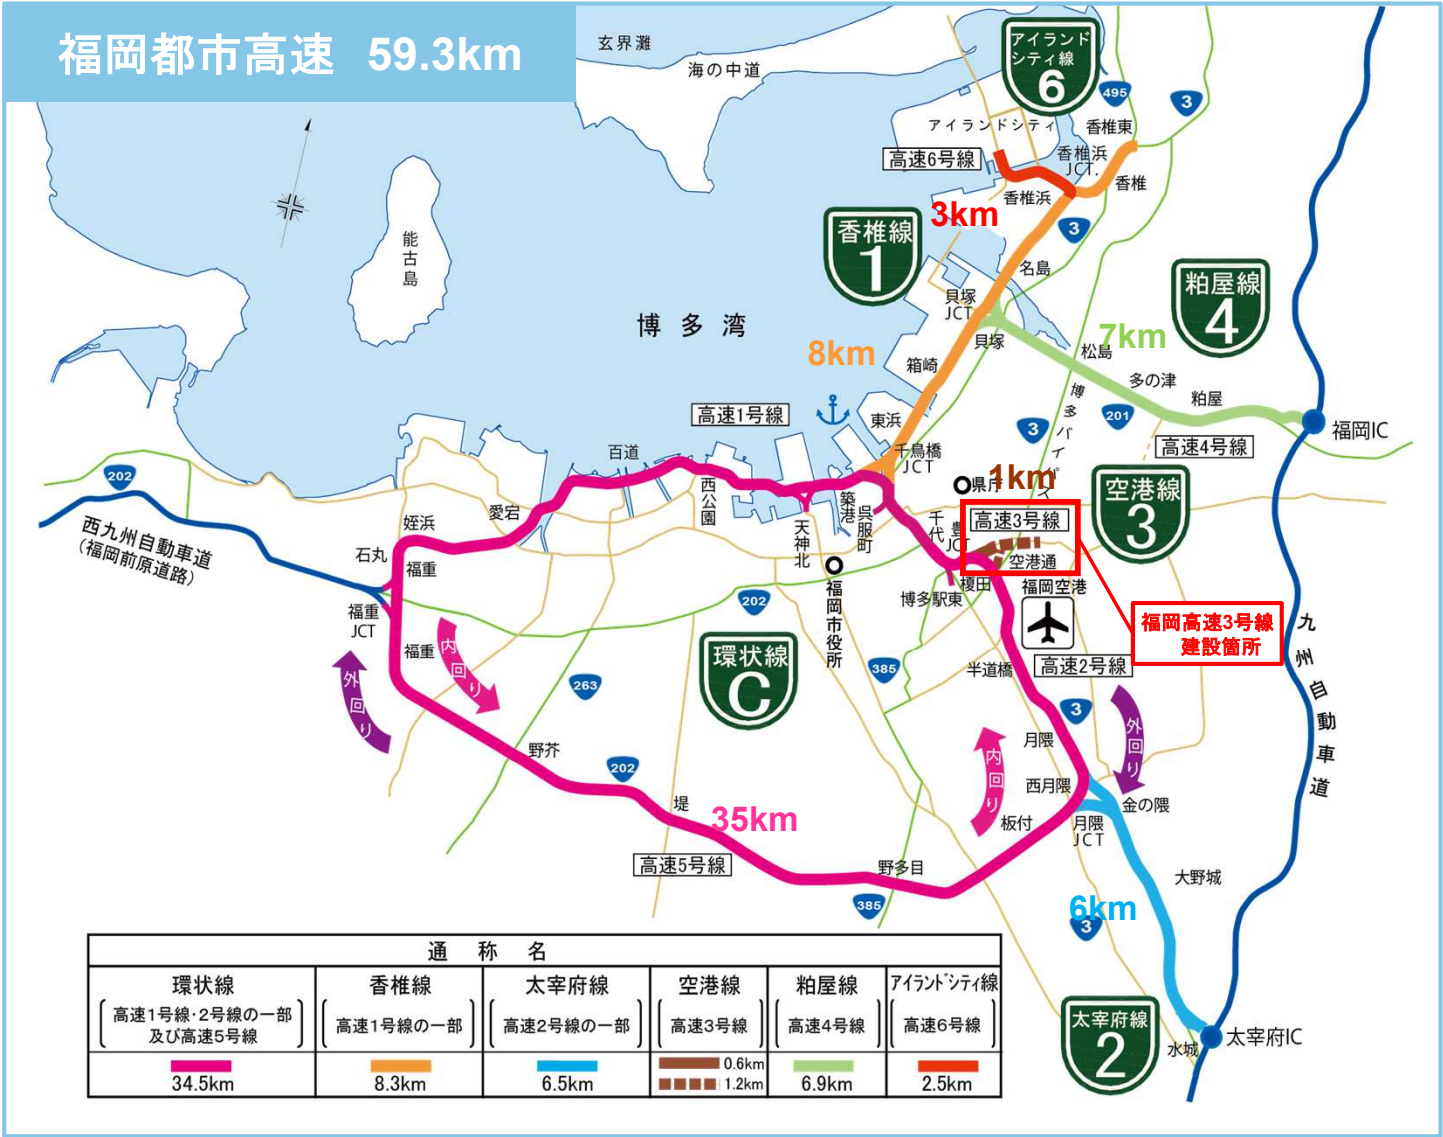 福岡都市高速 59.3km
玄界灘
海の中道
アイランド
シティ線
6
495
3
アイランドシティ
香椎東
高速6号線
香椎浜
JCT.
香椎
香椎浜
3km
3
香椎線
1
能古島
名島
粕屋線
4
貝塚
JCT
博多湾
7km
貝塚
松島
8km
箱崎
多の津
粕屋
博多バイパス
201
高速1号線
東浜
3
福岡IC
高速4号線
千鳥橋
JCT
百道
202
西公園
県庁
1km
空港線
3
築港
呉服町
愛宕
姪浜
天神北
千代
豊JCT
高速3号線
西九州自動車道
(福岡前原道路)
石丸
福重
空港通
榎田
福岡空港
博多駅東
202
福岡市役所
福重
JCT
福岡高速3号線
建設箇所
九州自動車道
環状線
C
福重
内回り
外回り
385
半道橋
高速2号線
263
3
外回り
月隈
野芥
内回り
202
西月隈
堤
35km
板付
金の隈
月隈
JCT
高速5号線
野多目
大野城
385
6km
3
通称名
環状線
高速1号線・2号線の一部
及び高速5号線
34.5km
香椎線
高速1号線の一部
8.3km
太宰府線
高速2号線の一部
6.5km
空港線
高速3号線
0.6km
1.2km
粕屋線
高速4号線
6.9km
アイランドシティ線
高速6号線
2.5km
太宰府線
2
水城
太宰府IC